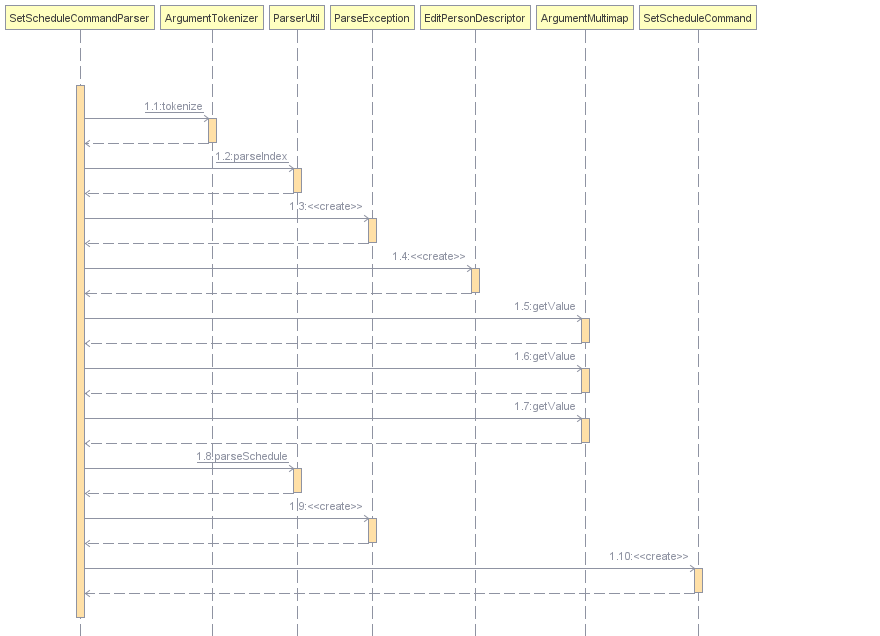 SetScheduleCommandParser ArgumentTokenizer ParserUtil ParseException EditPersonDescriptor ArgumentMultimap SetScheduleCommand
1.1:tokenize
1.2:parseIndex
1.3:<<create>>
1.4:<<create>>
1.5:getValue
1.6:getValue
1.7:getValue
1.8:parseSchedule
1.9:<<create>>
1.10:<<create>>